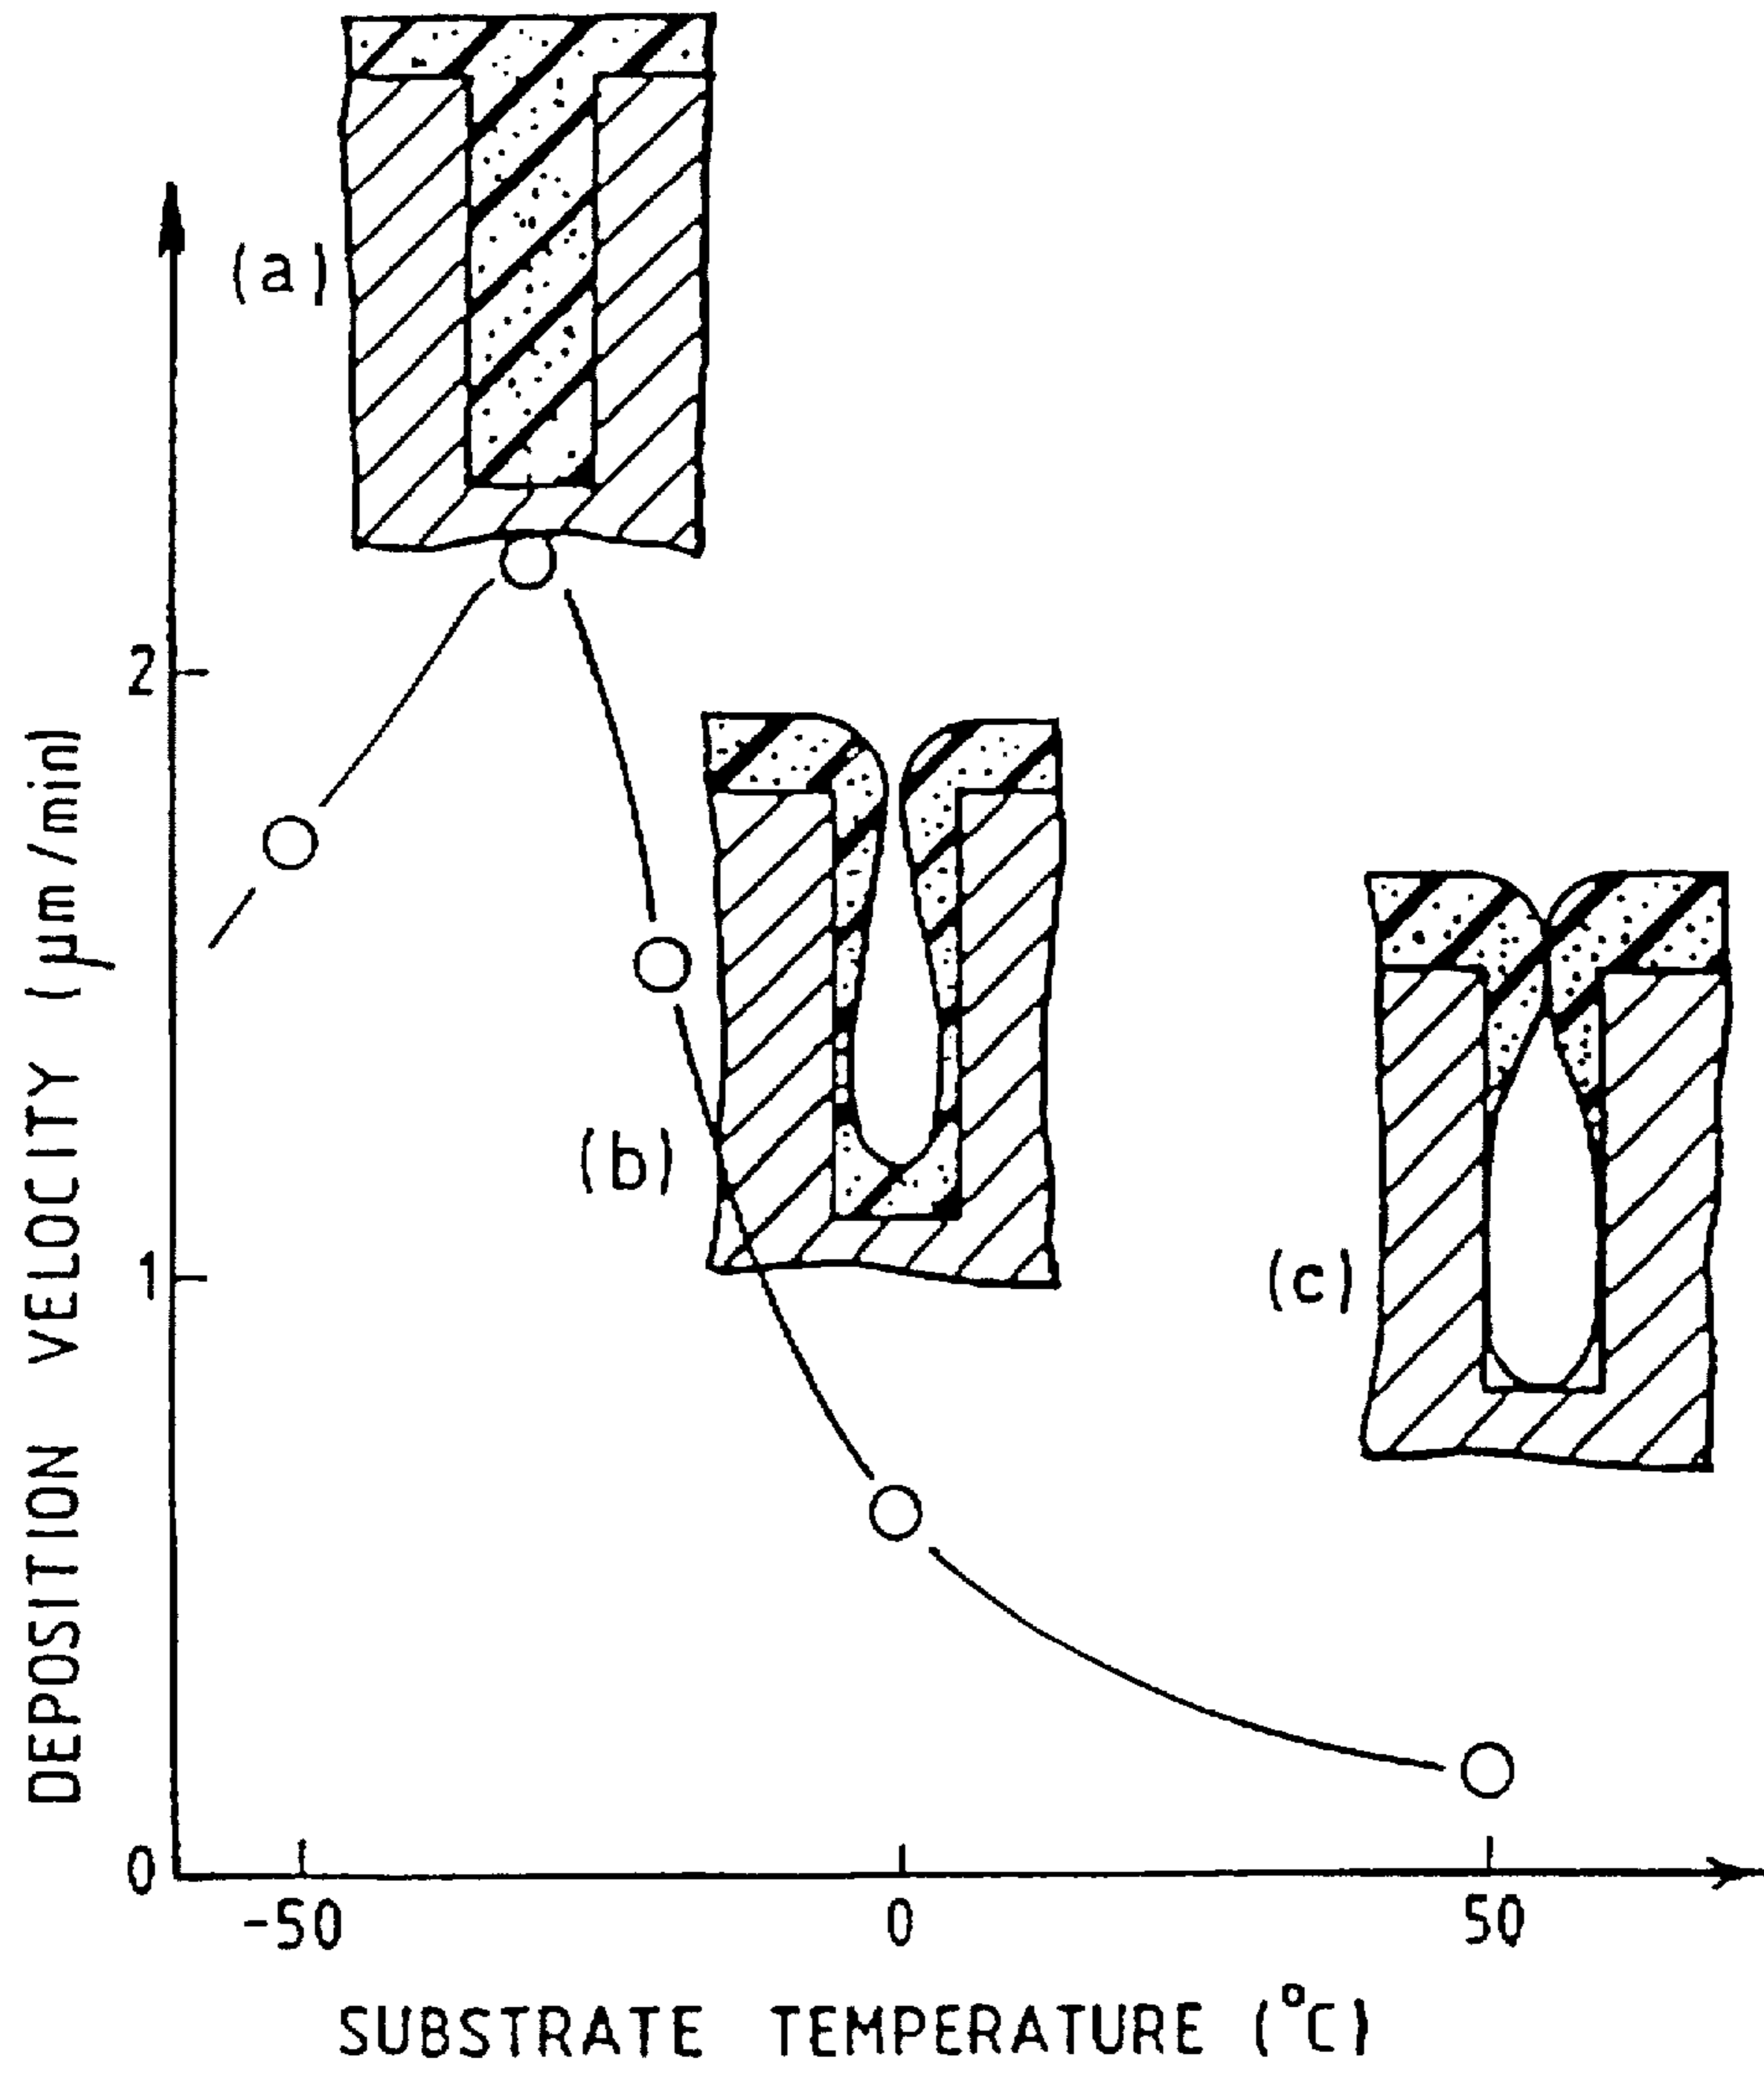 (a)
2
(b)
1
(c)
0
-50 0 50
DEPOSITION VELOCITY (μm/min)
SUBSTRATE TEMPERATURE (°C)